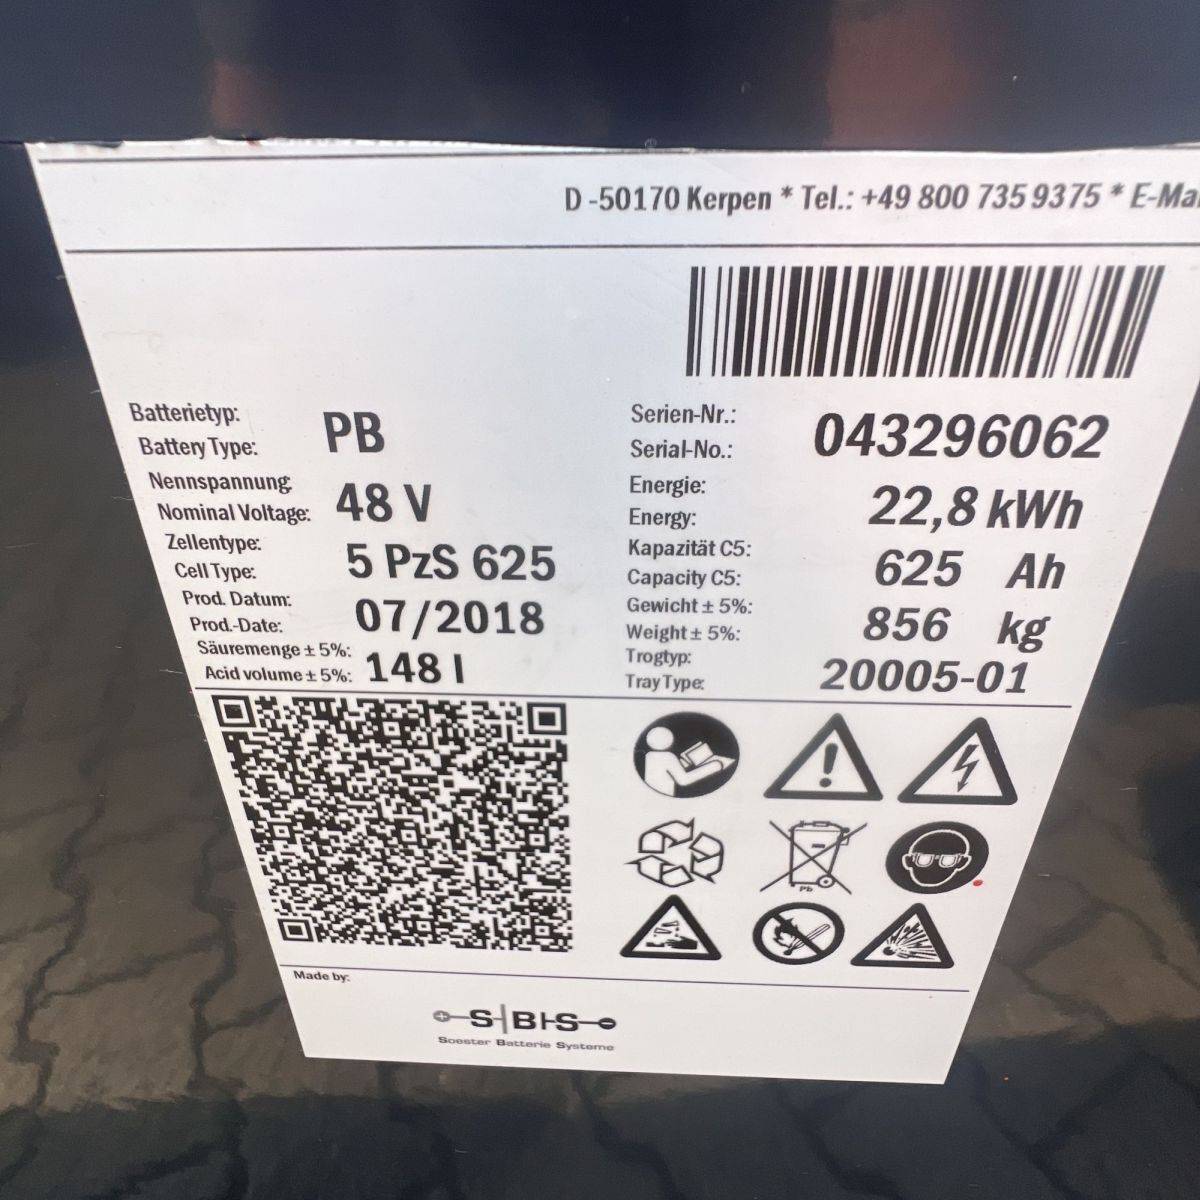 D -50170 Kerpen * Tel.: +49 800 735 9375 * E-Ma
Batterietyp:
Battery Type:
PB
Nennspannung:
Nominal Voltage:
48 V
Zellentype:
Cell Type:
5 PzS 625
Prod. Datum:
Prod.-Date:
07/2018
Säuremenge ± 5%:
Acid volume ± 5%:
148 l
Serien-Nr.:
Serial-No.:
043296062
Energie:
Energy:
22,8 kWh
Kapazität C5:
Capacity C5:
625 Ah
Gewicht ± 5%:
Weight ± 5%:
856 kg
Trogtyp:
Tray Type:
20005-01
Pb
Made by:
SBS
Soester Batterie Systeme